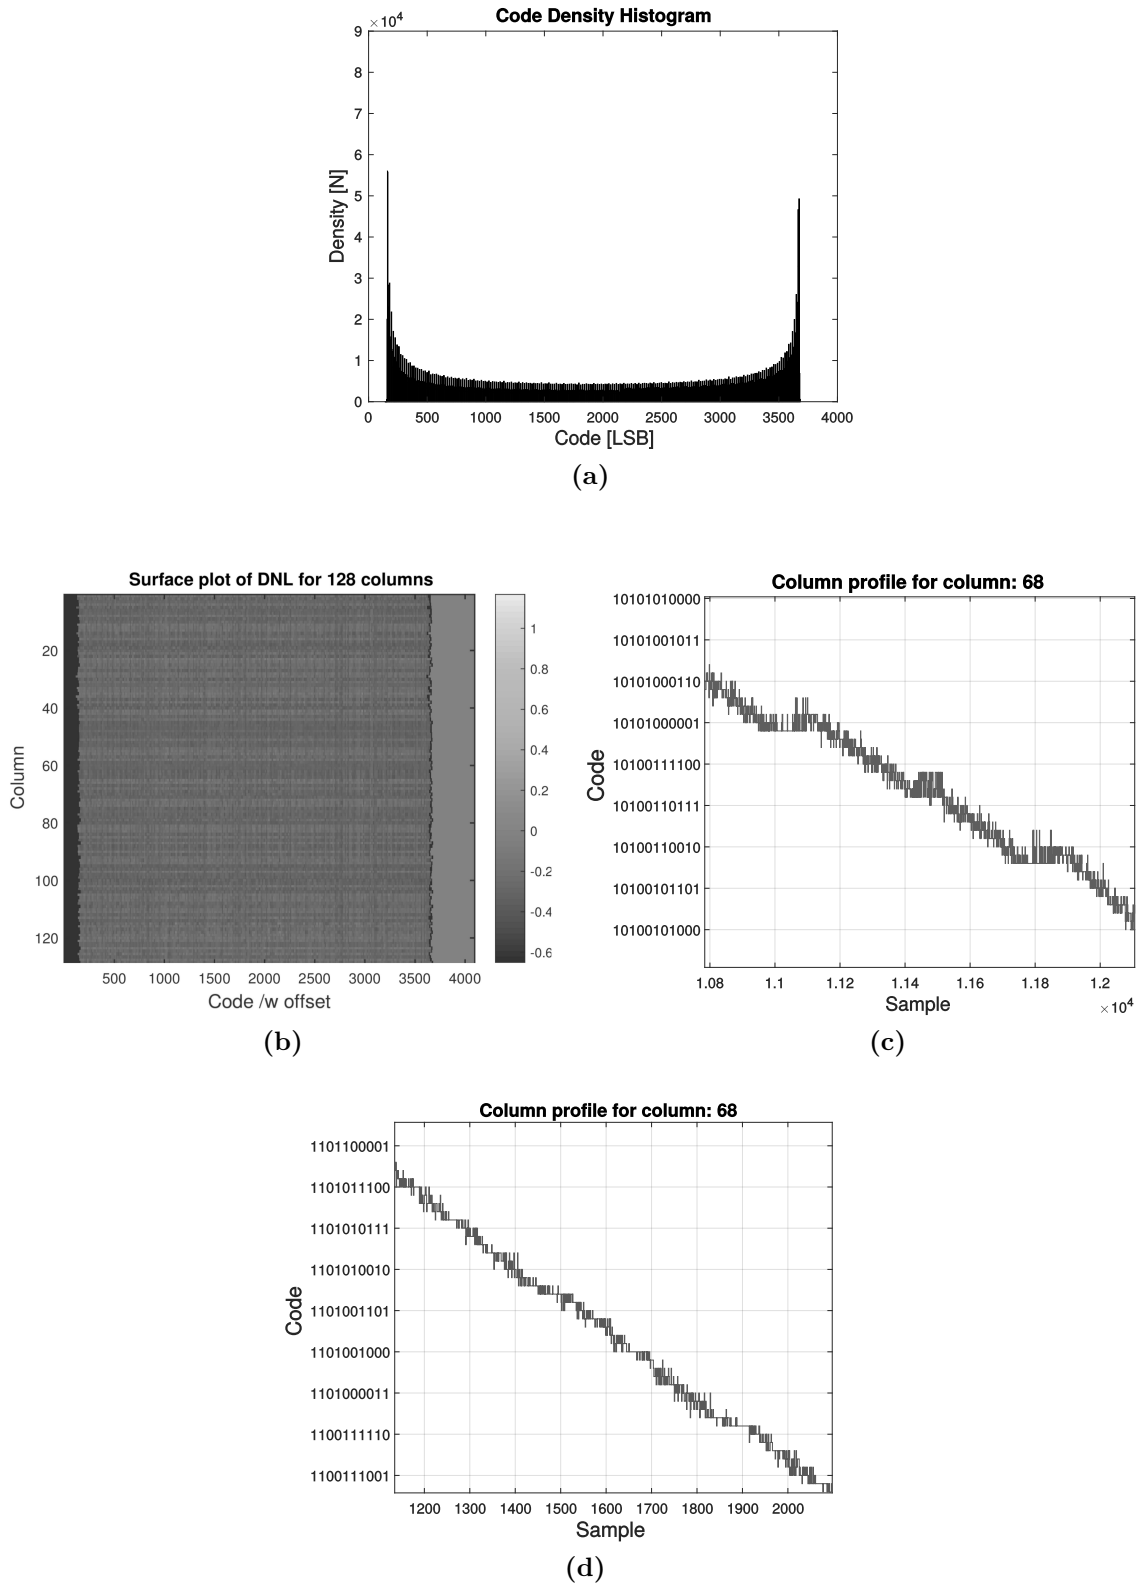 Code Density Histogram
×10⁴
9
8
7
6
5
4
3
2
1
0
Density [N]
0 500 1000 1500 2000 2500 3000 3500 4000
Code [LSB]
(a)
Surface plot of DNL for 128 columns
20
40
60
80
100
120
Column
500 1000 1500 2000 2500 3000 3500 4000
Code /w offset
1
0.8
0.6
0.4
0.2
0
-0.2
-0.4
-0.6
(b)
Column profile for column: 68
10101010000
10101001011
10101000110
10101000001
10100111100
10100110111
10100110010
10100101101
10100101000
Code
1.08 1.1 1.12 1.14 1.16 1.18 1.2
Sample
×10⁴
(c)
Column profile for column: 68
1101100001
1101011100
1101010111
1101010010
1101001101
1101001000
1101000011
1100111110
1100111001
Code
1200 1300 1400 1500 1600 1700 1800 1900 2000
Sample
(d)